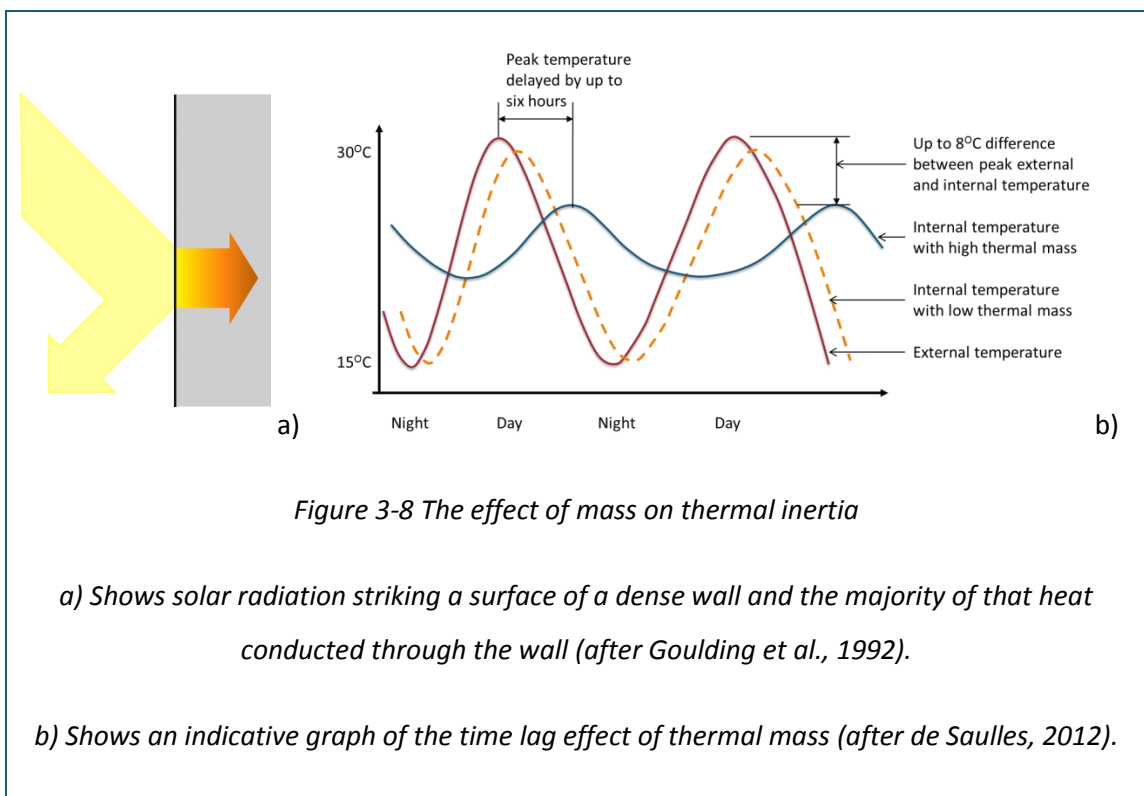 Peak temperature
delayed by up to
six hours
30°C
15°C
Night
Day
Night
Day
Up to 8°C difference
between peak external
and internal temperature
Internal temperature
with high thermal mass
Internal temperature
with low thermal mass
External temperature
a)
b)
Figure 3-8 The effect of mass on thermal inertia
a) Shows solar radiation striking a surface of a dense wall and the majority of that heat
conducted through the wall (after Goulding et al., 1992).
b) Shows an indicative graph of the time lag effect of thermal mass (after de Saulles, 2012).